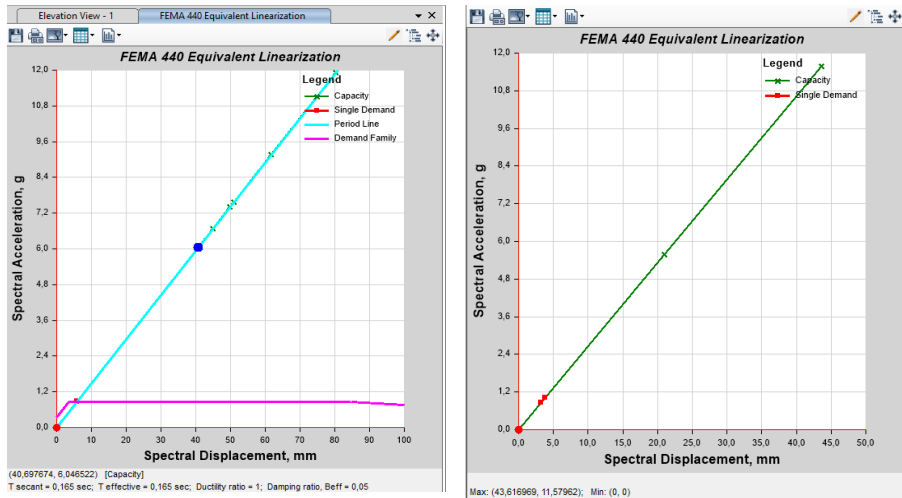 Elevation View - 1
FEMA 440 Equivalent Linearization
FEMA 440 Equivalent Linearization
Legend
Capacity
Single Demand
Period Line
Demand Family
12,0
10,8
9,6
8,4
7,2
6,0
4,8
3,6
2,4
1,2
0,0
Spectral Acceleration, g
0
10
20
30
40
50
60
70
80
90
100
Spectral Displacement, mm
(40,697674, 6,046522) [Capacity]
T secant = 0,165 sec; T effective = 0,165 sec; Ductility ratio = 1; Damping ratio, Beff = 0,05
FEMA 440 Equivalent Linearization
Legend
Capacity
Single Demand
12,0
10,8
9,6
8,4
7,2
6,0
4,8
3,6
2,4
1,2
0,0
Spectral Acceleration, g
0,0
5,0
10,0
15,0
20,0
25,0
30,0
35,0
40,0
45,0
50,0
Spectral Displacement, mm
Max: (43,616969, 11,57962); Min: (0, 0)